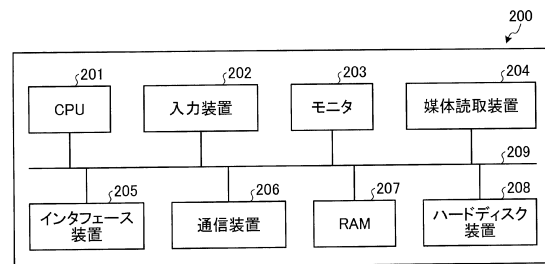 200
201
CPU
202
入力装置
203
モニタ
204
媒体読取装置
209
205
インタフェース
装置
206
通信装置
207
RAM
208
ハードディスク
装置